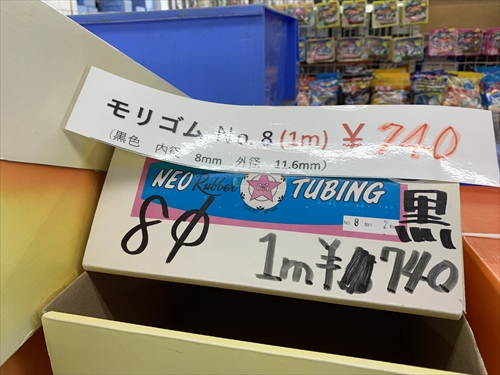 モリゴム No.8 (1m) ¥740
(黒色 内径 8mm 外径 11.6mm)
NEO Rubber TUBING
8φ
黒
1m ¥740